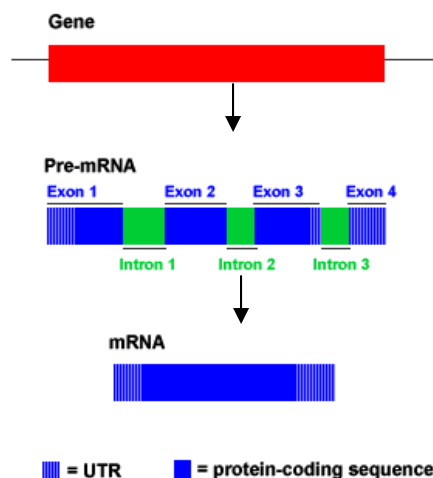 Gene
Pre-mRNA
Exon 1 Exon 2 Exon 3 Exon 4
Intron 1 Intron 2 Intron 3
mRNA
= UTR = protein-coding sequence